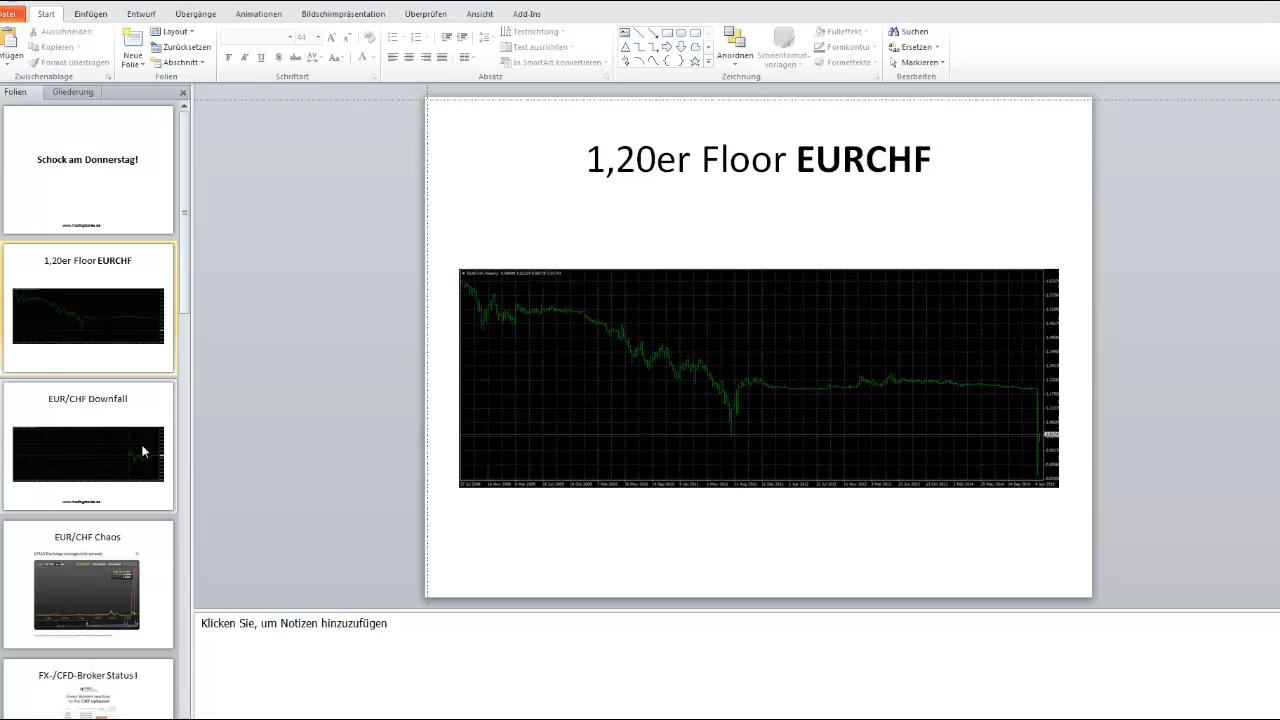 Datei Start Einfügen Entwurf Übergänge Animationen Bildschirmpräsentation Überprüfen Ansicht Add-Ins
Ausschneiden
Kopieren
Format übertragen
Zwischenablage
Neue Folie
Layout
Zurücksetzen
Abschnitt
Folien
44
Schriftart
Textrichtung
Text ausrichten
In SmartArt konvertieren
Absatz
Anordnen
Schnellformat-
vorlagen
Fülleffekt
Formkontur
Formeffekte
Zeichnung
Suchen
Ersetzen
Markieren
Bearbeiten
Folien Gliederung
Schock am Donnerstag!
1,20er Floor EURCHF
EUR/CHF Downfall
EUR/CHF Chaos
FX-/CFD-Broker Status I
1,20er Floor EURCHF
Klicken Sie, um Notizen hinzuzufügen